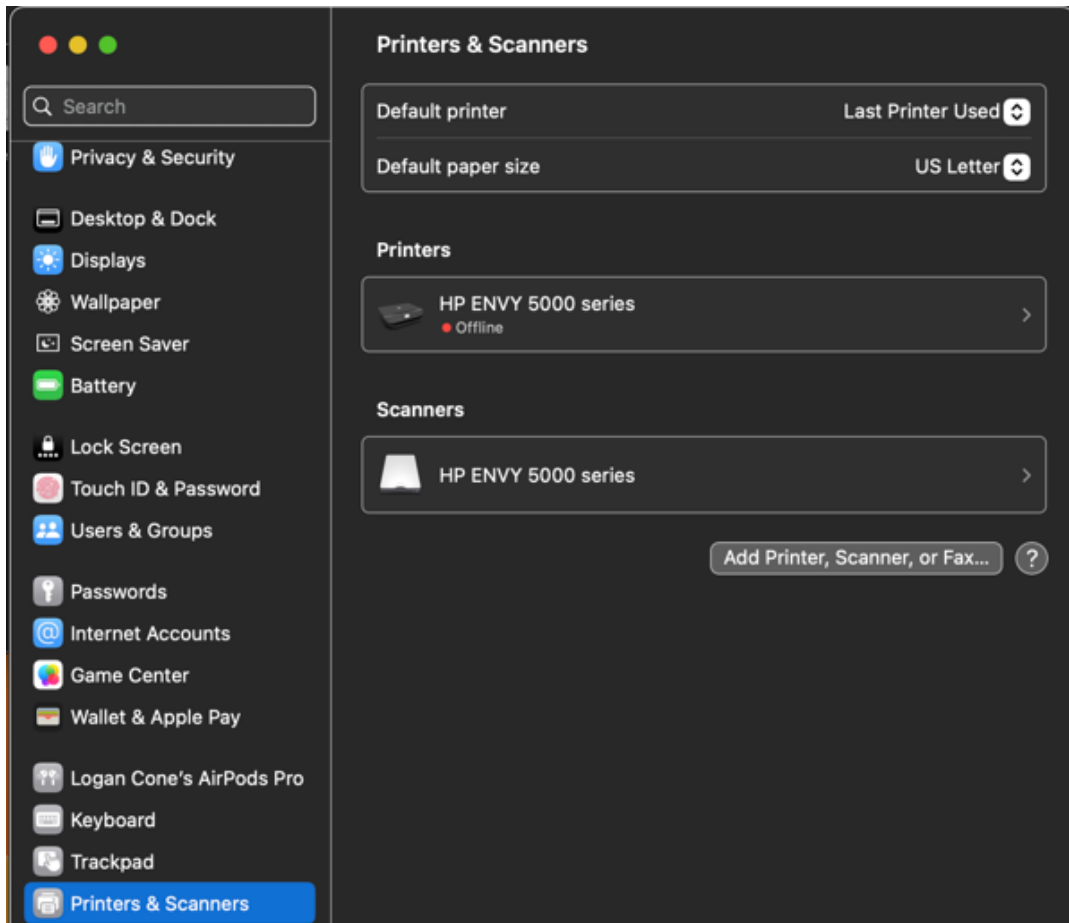 Search
Privacy & Security
Desktop & Dock
Displays
Wallpaper
Screen Saver
Battery
Lock Screen
Touch ID & Password
Users & Groups
Passwords
Internet Accounts
Game Center
Wallet & Apple Pay
Logan Cone's AirPods Pro
Keyboard
Trackpad
Printers & Scanners
Printers & Scanners
Default printer Last Printer Used
Default paper size US Letter
Printers
HP ENVY 5000 series
Offline
Scanners
HP ENVY 5000 series
Add Printer, Scanner, or Fax... ?